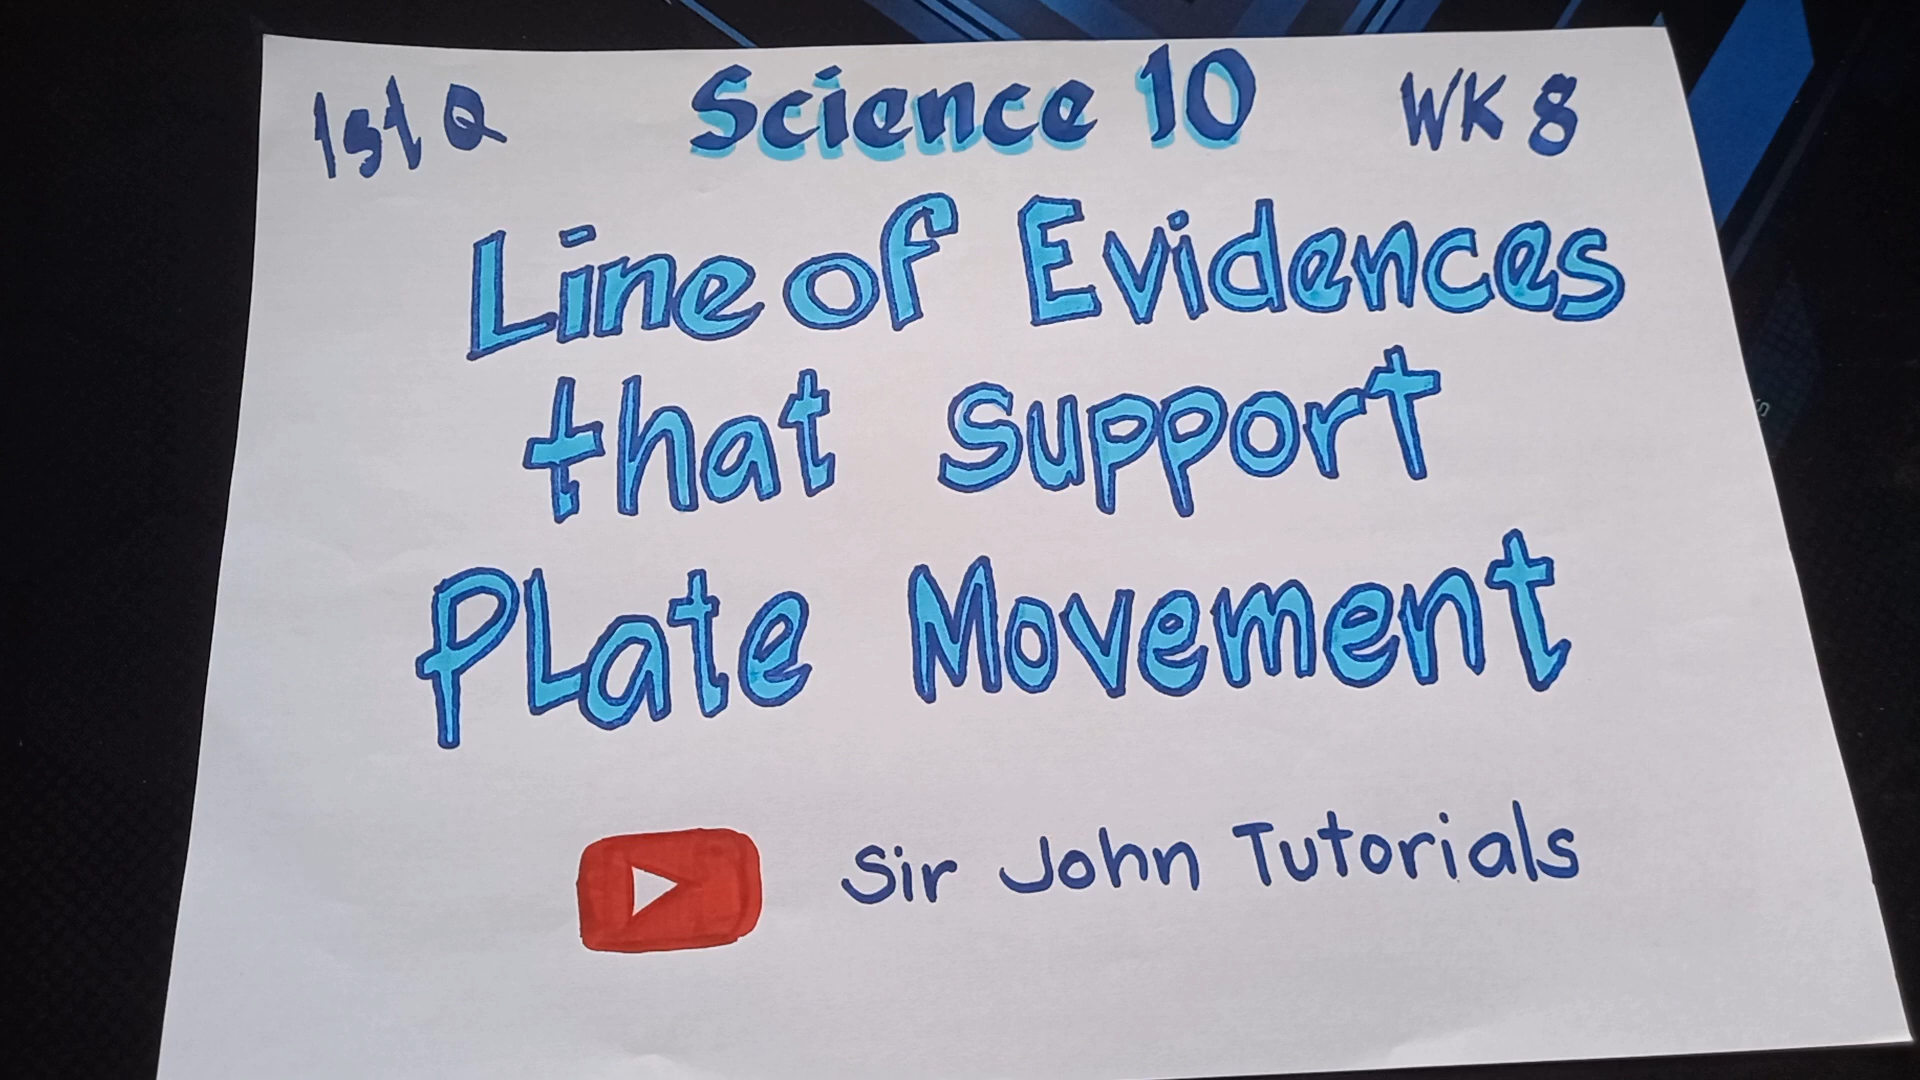 1st Q Science 10 WK 8
Line of Evidences
that support
PLate Movement
Sir John Tutorials